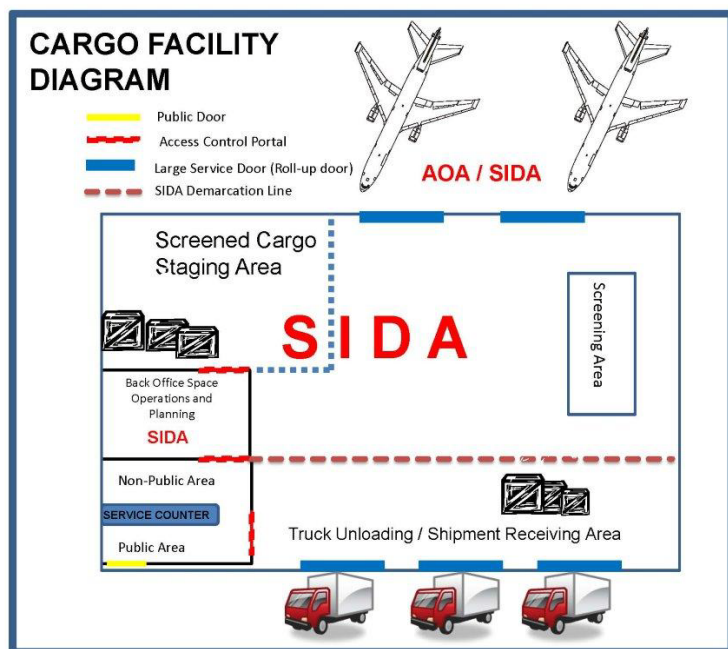 CARGO FACILITY
DIAGRAM
Public Door
Access Control Portal
Large Service Door (Roll-up door)
SIDA Demarcation Line
AOA / SIDA
Screened Cargo
Staging Area
SIDA
Screening Area
Back Office Space
Operations and
Planning
SIDA
Non-Public Area
SERVICE COUNTER
Public Area
Truck Unloading / Shipment Receiving Area